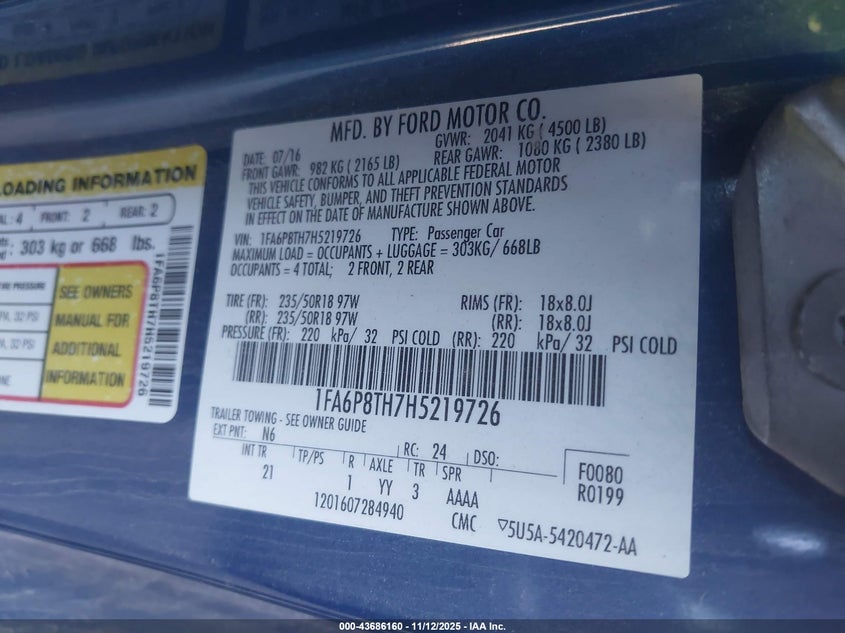 LOADING INFORMATION
AL: 4 FRONT: 2 REAR: 2
303 kg or 668 lbs.
PRESSURE
, 32 PSI
, 32 PSI
SEE OWNERS
MANUAL FOR
ADDITIONAL
INFORMATION
1FA6P8TH7H5219726
MFD. BY FORD MOTOR CO.
DATE: 07/16 GVWR: 2041 KG ( 4500 LB)
FRONT GAWR: 982 KG ( 2165 LB) REAR GAWR: 1080 KG ( 2380 LB)
THIS VEHICLE CONFORMS TO ALL APPLICABLE FEDERAL MOTOR
VEHICLE SAFETY, BUMPER, AND THEFT PREVENTION STANDARDS
IN EFFECT ON THE DATE OF MANUFACTURE SHOWN ABOVE.
VIN: 1FA6P8TH7H5219726 TYPE: Passenger Car
MAXIMUM LOAD = OCCUPANTS + LUGGAGE = 303KG/ 668LB
OCCUPANTS = 4 TOTAL; 2 FRONT, 2 REAR
TIRE (FR): 235/50R18 97W RIMS (FR): 18x8.0J
(RR): 235/50R18 97W (RR): 18x8.0J
PRESSURE (FR): 220 kPa/ 32 PSI COLD (RR): 220 kPa/ 32 PSI COLD
1FA6P8TH7H5219726
TRAILER TOWING - SEE OWNER GUIDE
EXT PNT: N6 RC: 24 DSO:
INT TR TP/PS R AXLE TR SPR F0080
21 1 YY 3 AAAA R0199
1201607284940 CMC ▽5U5A-5420472-AA
000-43686160 - 11/12/2025 - IAA Inc.